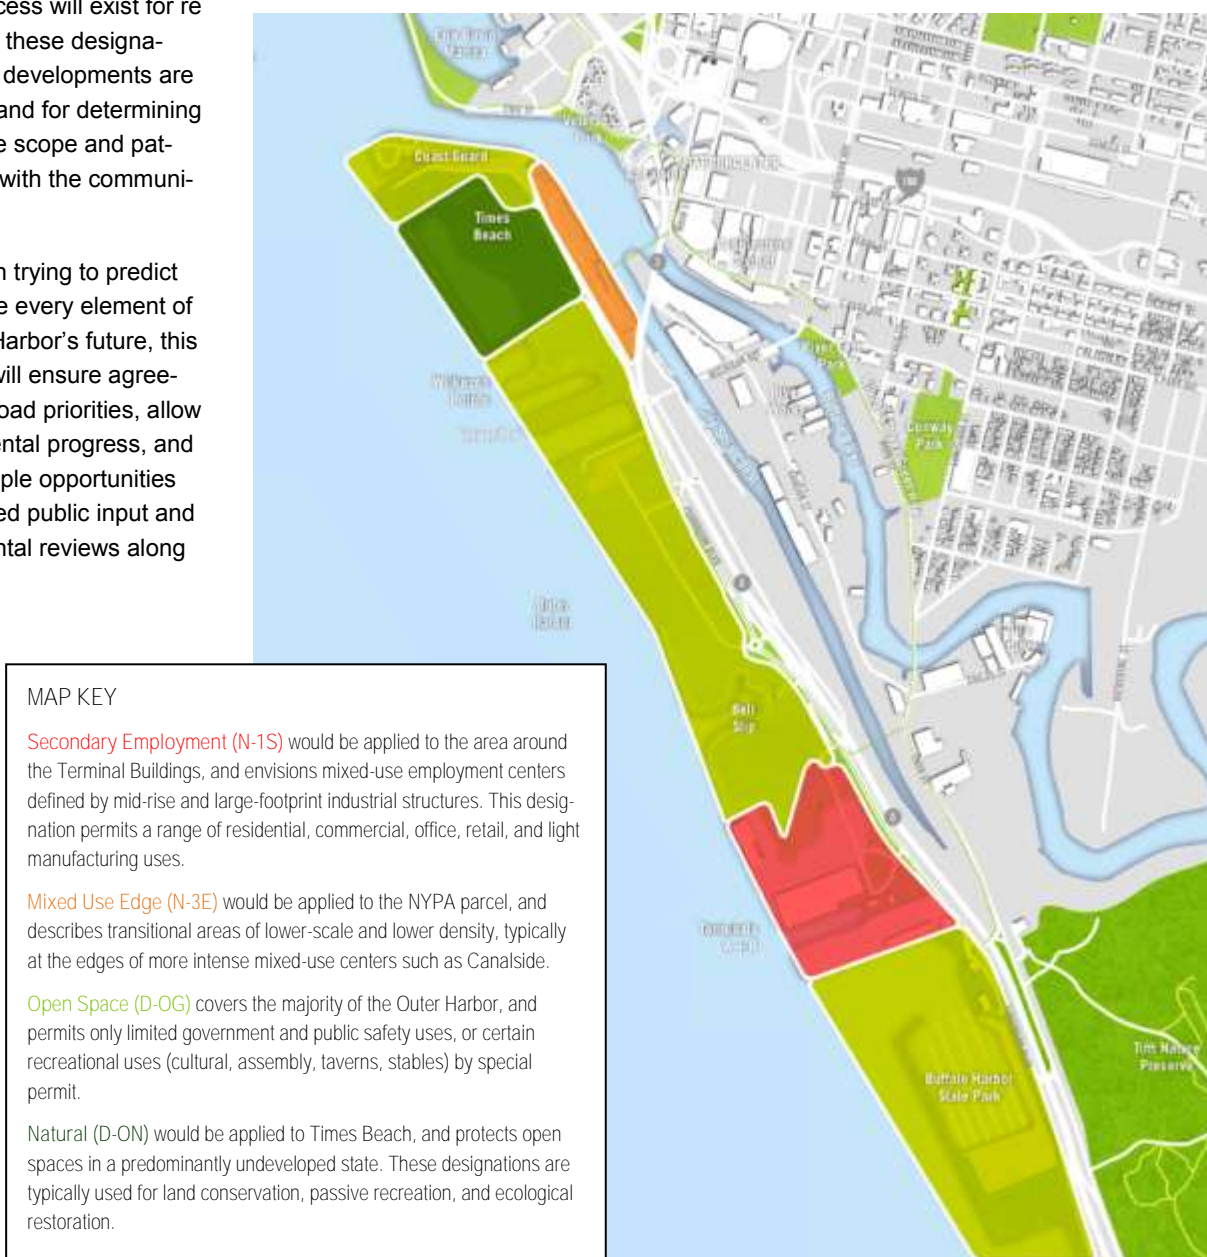 cess will exist for re
these designa-
developments are
and for determining
e scope and pat-
with the communi-
n trying to predict
e every element of
Harbor's future, this
will ensure agree-
oad priorities, allow
ental progress, and
ple opportunities
ed public input and
ntal reviews along
Coast Guard
Times
Beach
Conway
Park
Bell
Slip
Buffalo Harbor
State Park
Tifft Nature
Preserve
MAP KEY
Secondary Employment (N-1S) would be applied to the area around
the Terminal Buildings, and envisions mixed-use employment centers
defined by mid-rise and large-footprint industrial structures. This desig-
nation permits a range of residential, commercial, office, retail, and light
manufacturing uses.
Mixed Use Edge (N-3E) would be applied to the NYPA parcel, and
describes transitional areas of lower-scale and lower density, typically
at the edges of more intense mixed-use centers such as Canalside.
Open Space (D-OG) covers the majority of the Outer Harbor, and
permits only limited government and public safety uses, or certain
recreational uses (cultural, assembly, taverns, stables) by special
permit.
Natural (D-ON) would be applied to Times Beach, and protects open
spaces in a predominantly undeveloped state. These designations are
typically used for land conservation, passive recreation, and ecological
restoration.